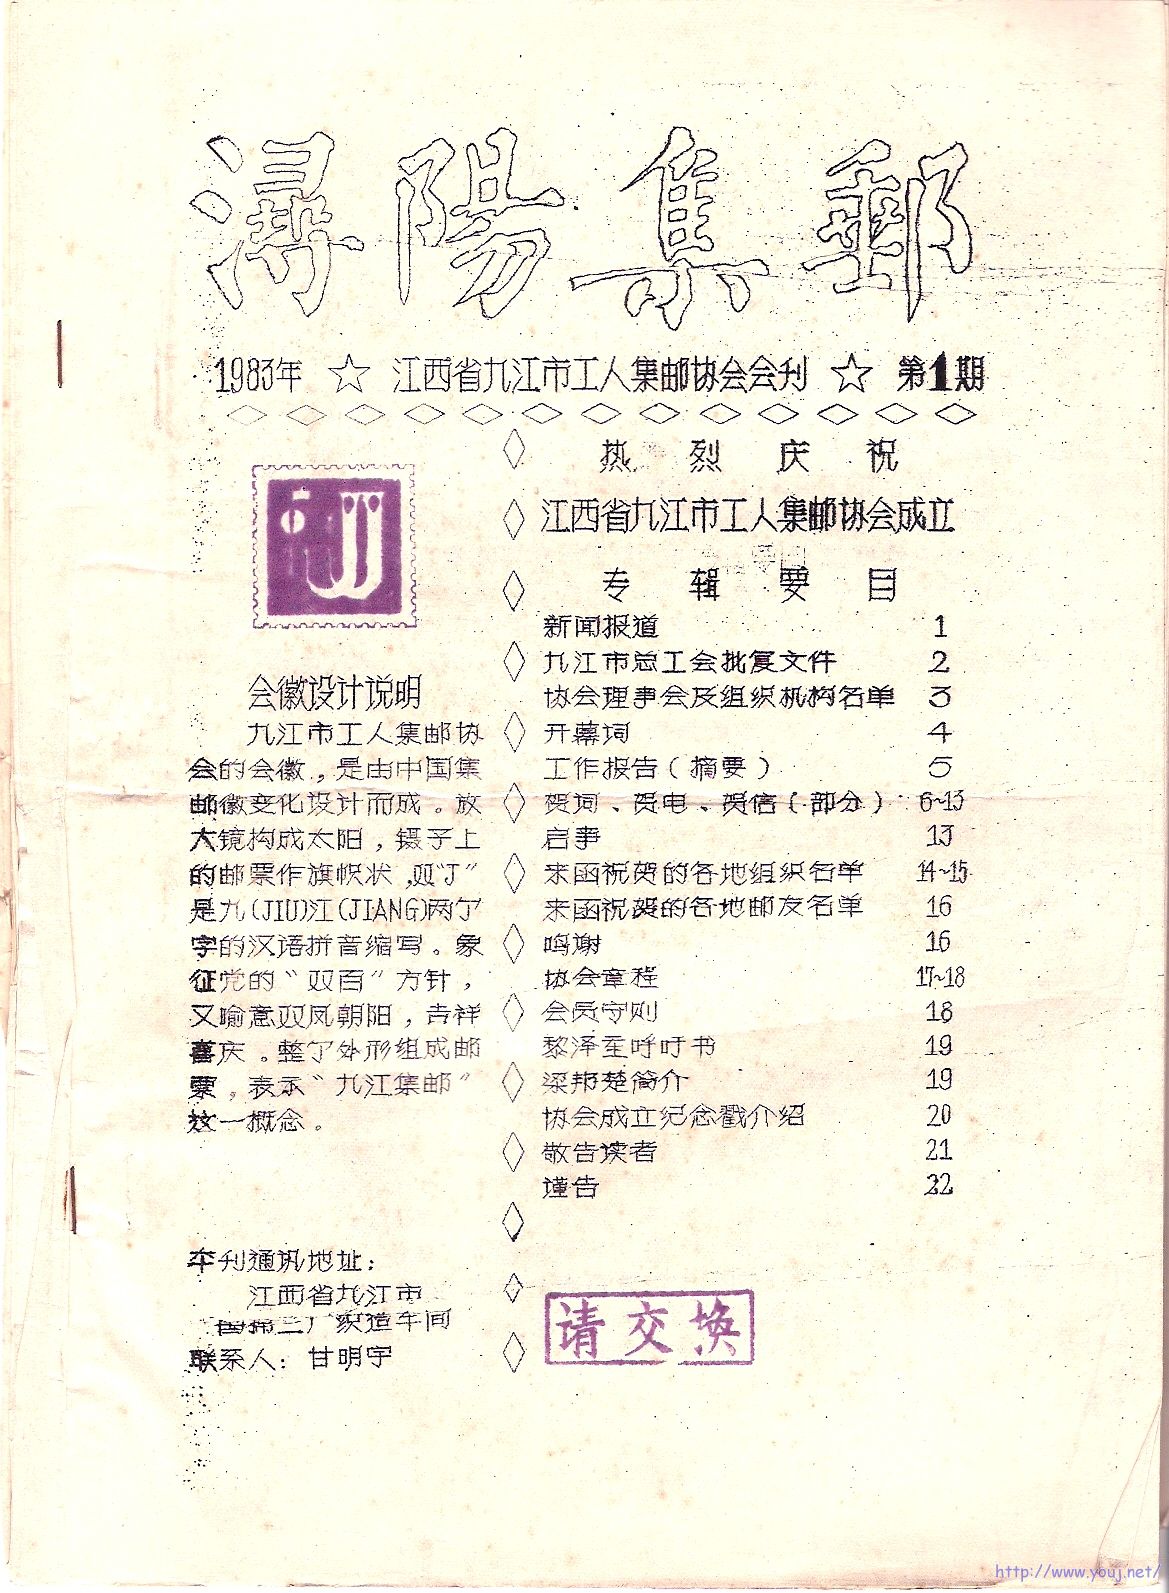 潯陽集郵
1983年 ☆ 江西省九江市工人集邮协会会刊 ☆ 第1期
热烈庆祝
江西省九江市工人集邮协会成立
专辑要目
新闻报道 1
九江市总工会批复文件 2
协会理事会及组织机构名单 3
开幕词 4
工作报告(摘要) 5
贺词、贺电、贺信(部分) 6~13
启事 13
来函祝贺的各地组织名单 14~15
来函祝贺的各地邮友名单 16
鸣谢 16
协会章程 17~18
会员守则 18
黎泽重呼吁书 19
梁邦楚简介 19
协会成立纪念戳介绍 20
敬告读者 21
谨告 22
会徽设计说明
九江市工人集邮协
会的会徽，是由中国集
邮徽变化设计而成。放
大镜构成太阳，镊子上
的邮票作旗帜状，双“J”
是九(JIU)江(JIANG)两个
字的汉语拼音缩写。象
征党的“双百”方针，
又喻意双凤朝阳，吉祥
喜庆。整个外形组成邮
票，表示“九江集邮”
这一概念。
本刊通讯地址：
江西省九江市
国棉二厂织造车间
联系人：甘明宇
请交换
http://www.youj.net/